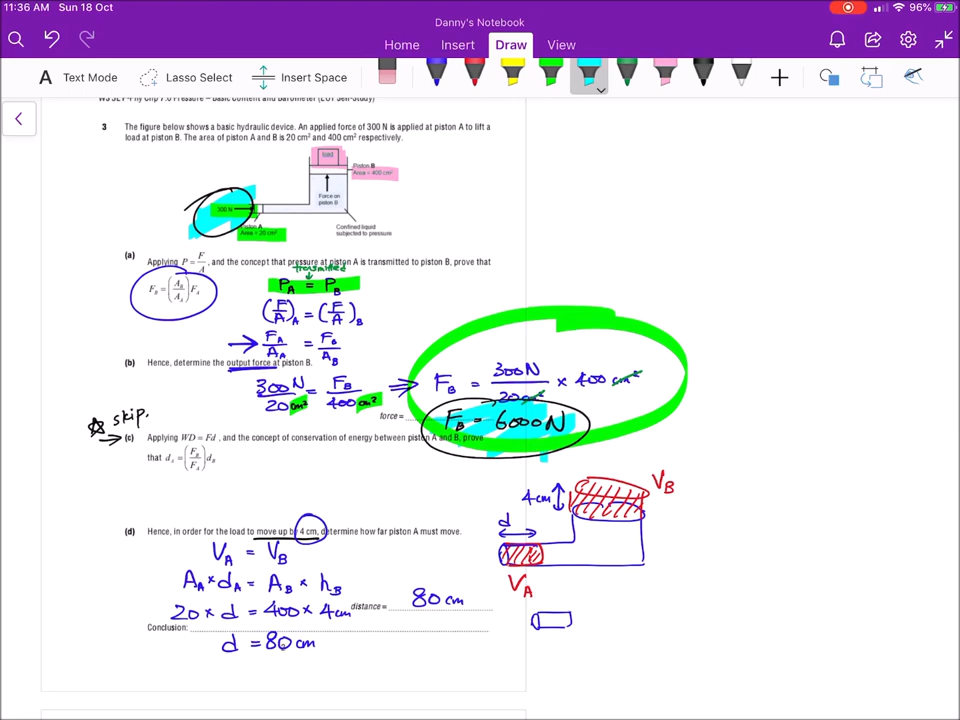 11:36 AM Sun 18 Oct
96%
Danny's Notebook
Home Insert Draw View
A Text Mode Lasso Select Insert Space
3 The figure below shows a basic hydraulic device. An applied force of 300 N is applied at piston A to lift a
load at piston B. The area of piston A and B is 20 cm² and 400 cm² respectively.
load
Piston B
Area = 400 cm²
Force on
piston B
300 N
Piston A
Area = 20 cm²
Confined liquid
subjected to pressure
(a) Applying P = F/A, and the concept that pressure at piston A is transmitted to piston B, prove that
F_B = (A_B/A_A) F_A
transmitted
P_A = P_B
(F/A)_A = (F/A)_B
F_A/A_A = F_B/A_B
(b) Hence, determine the output force at piston B.
300N/20cm² = F_B/400cm² ⇒ F_B = 300N/20cm² × 400 cm²
force =
F_B = 6000N
skip.
(c) Applying WD = Fd, and the concept of conservation of energy between piston A and B, prove
that d_A = (F_B/F_A) d_B
4cm
V_B
d
V_A
(d) Hence, in order for the load to move up by 4 cm, determine how far piston A must move.
V_A = V_B
A_A × d_A = A_B × h_B
20 × d = 400 × 4cm
distance = 80 cm
Conclusion:
d = 80 cm